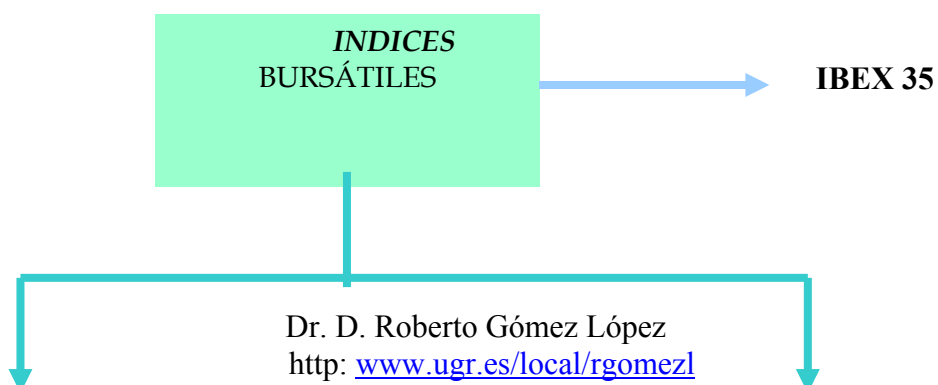 INDICES
BURSÁTILES
IBEX 35
Dr. D. Roberto Gómez López
http: www.ugr.es/local/rgomezl